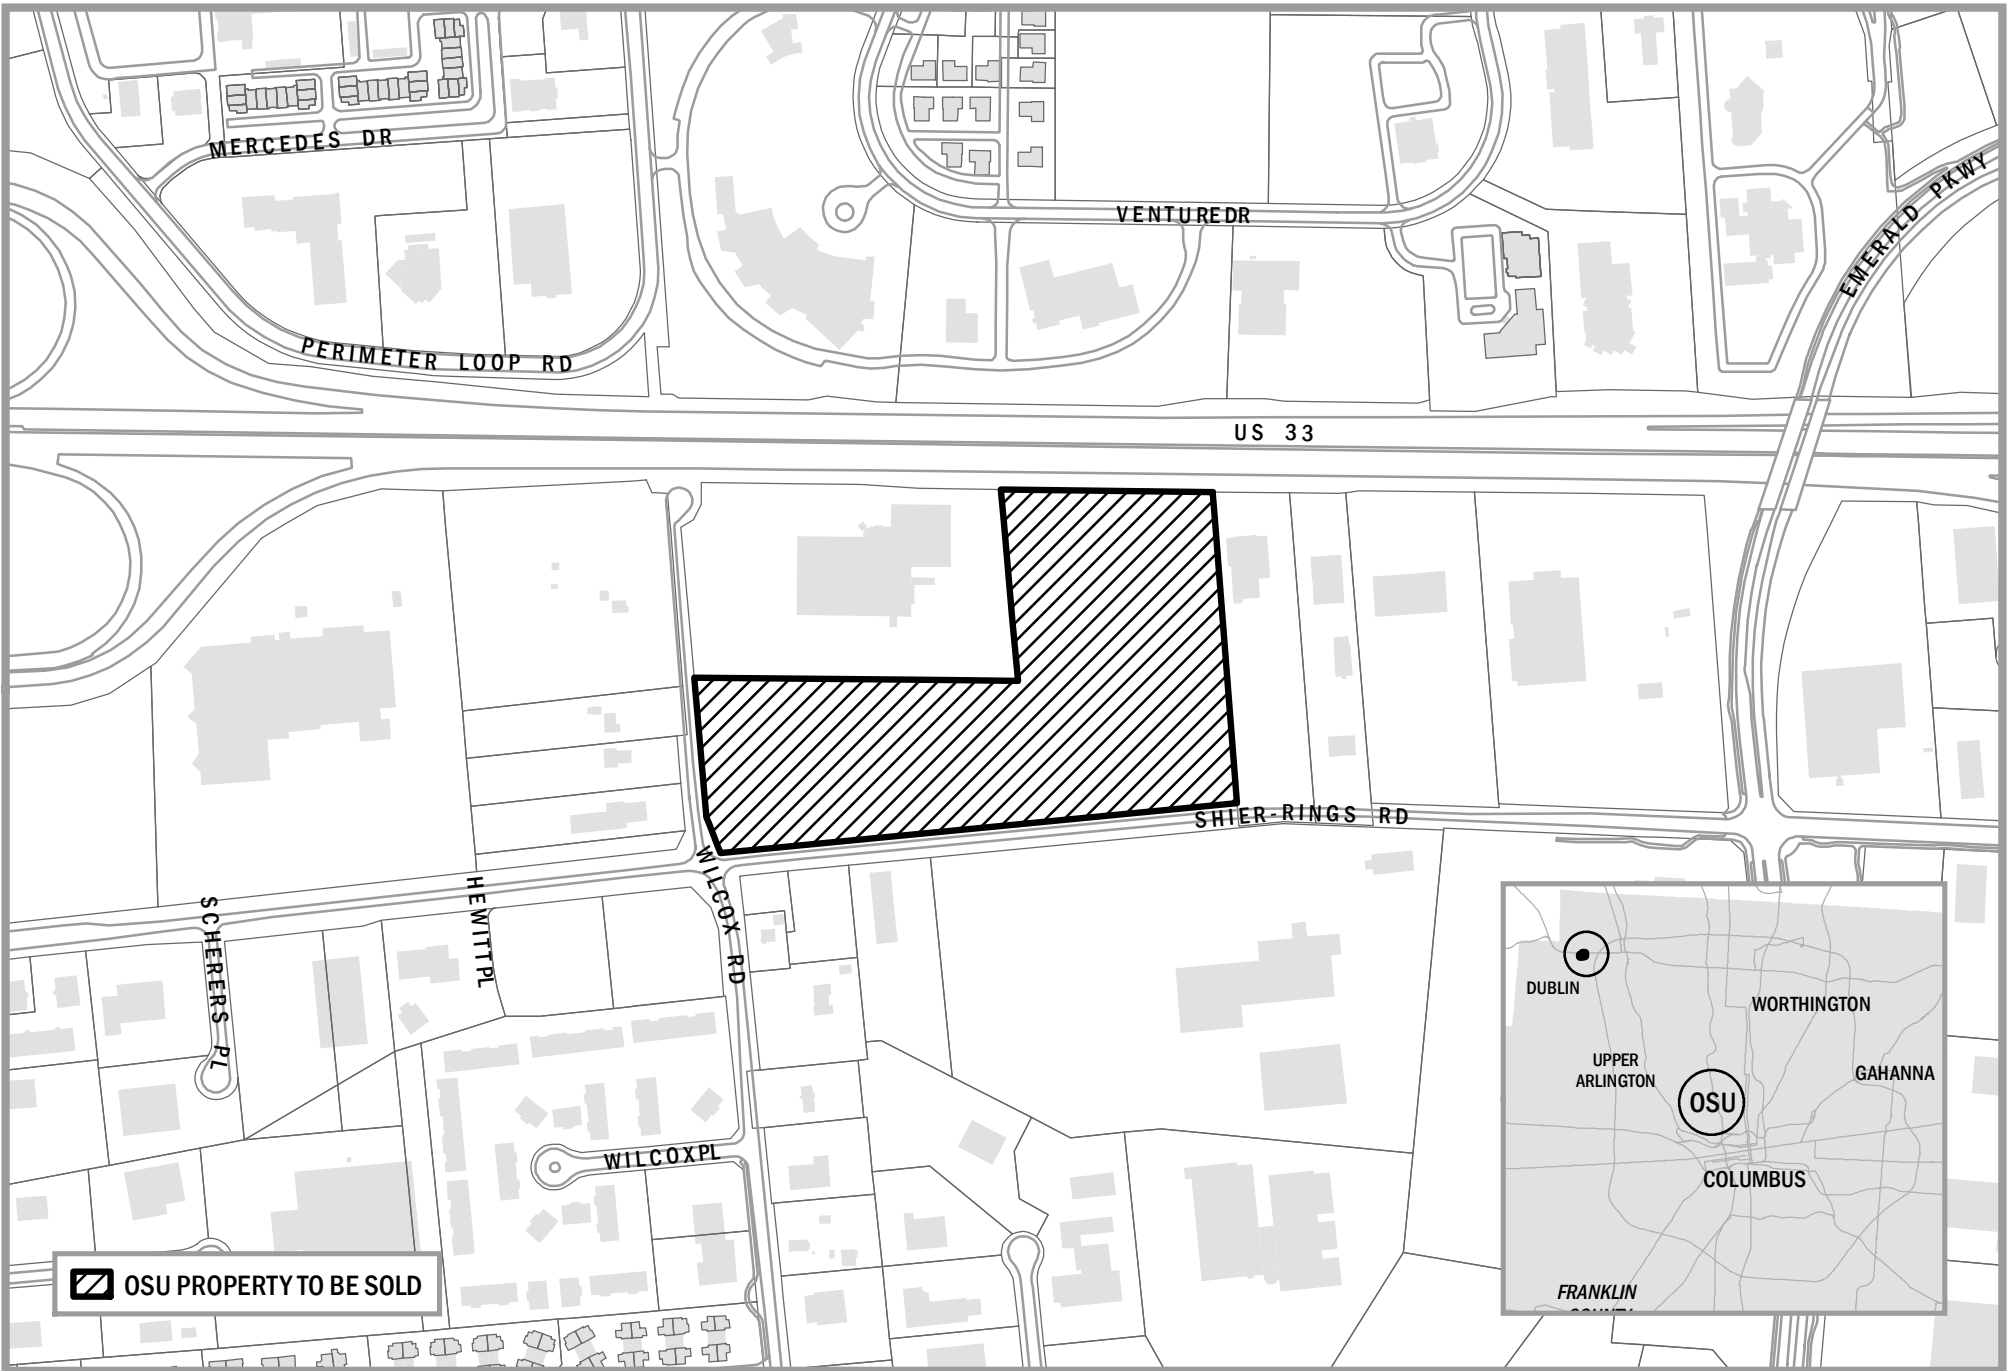 MERCEDES DR
VENTURE DR
EMERALD PKWY
PERIMETER LOOP RD
US 33
SHIER-RINGS RD
WILCOX RD
HEWITT PL
SCHERERS PL
WILCOX PL
DUBLIN
WORTHINGTON
UPPER
ARLINGTON
GAHANNA
OSU
COLUMBUS
FRANKLIN
OSU PROPERTY TO BE SOLD